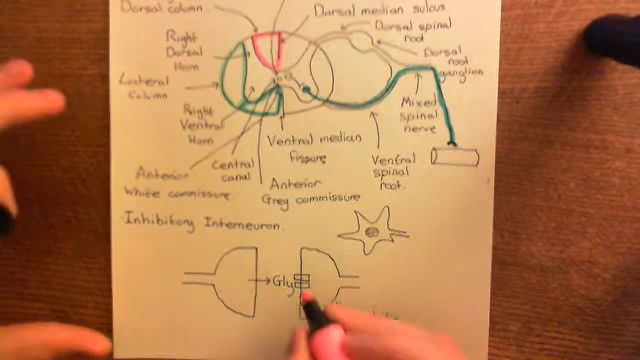 Dorsal column
Dorsal median sulcus
Dorsal spinal
root
Right
Dorsal
Horn
Dorsal
root
ganglion
Lateral
Column
Mixed
spinal
nerve
Right
Ventral
Horn
Ventral median
fissure
Ventral
spinal
root.
Central
canal
Anterior
White commissure
Anterior
Grey commissure
Inhibitory Interneuron.
Gly